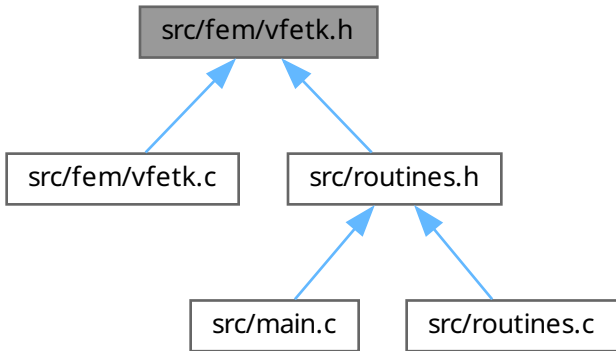 src/fem/vfetk.h
src/fem/vfetk.c
src/routines.h
src/main.c
src/routines.c